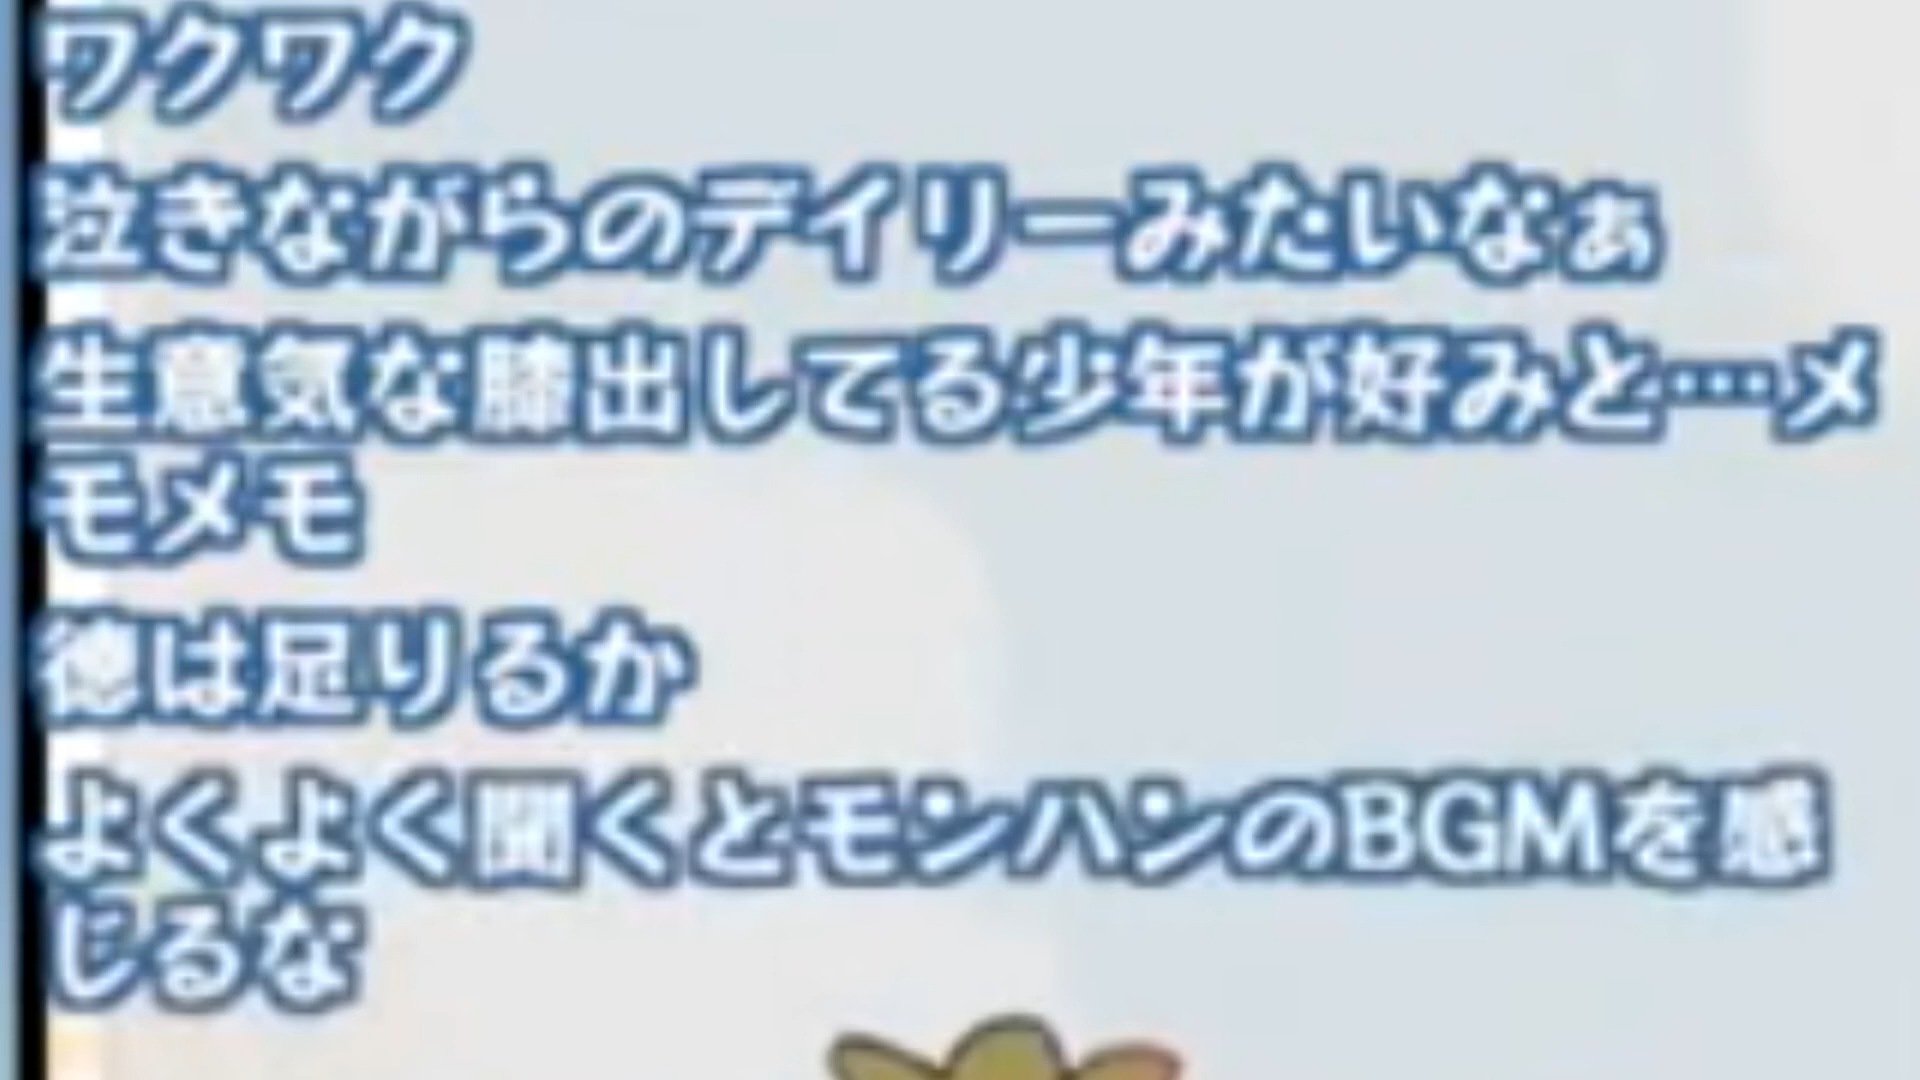 ワクワク
泣きながらのデイリーみたいなぁ
生意気な膝出してる少年が好みと…メ
モメモ
徳は足りるか
よくよく聞くとモンハンのBGMを感
じるな